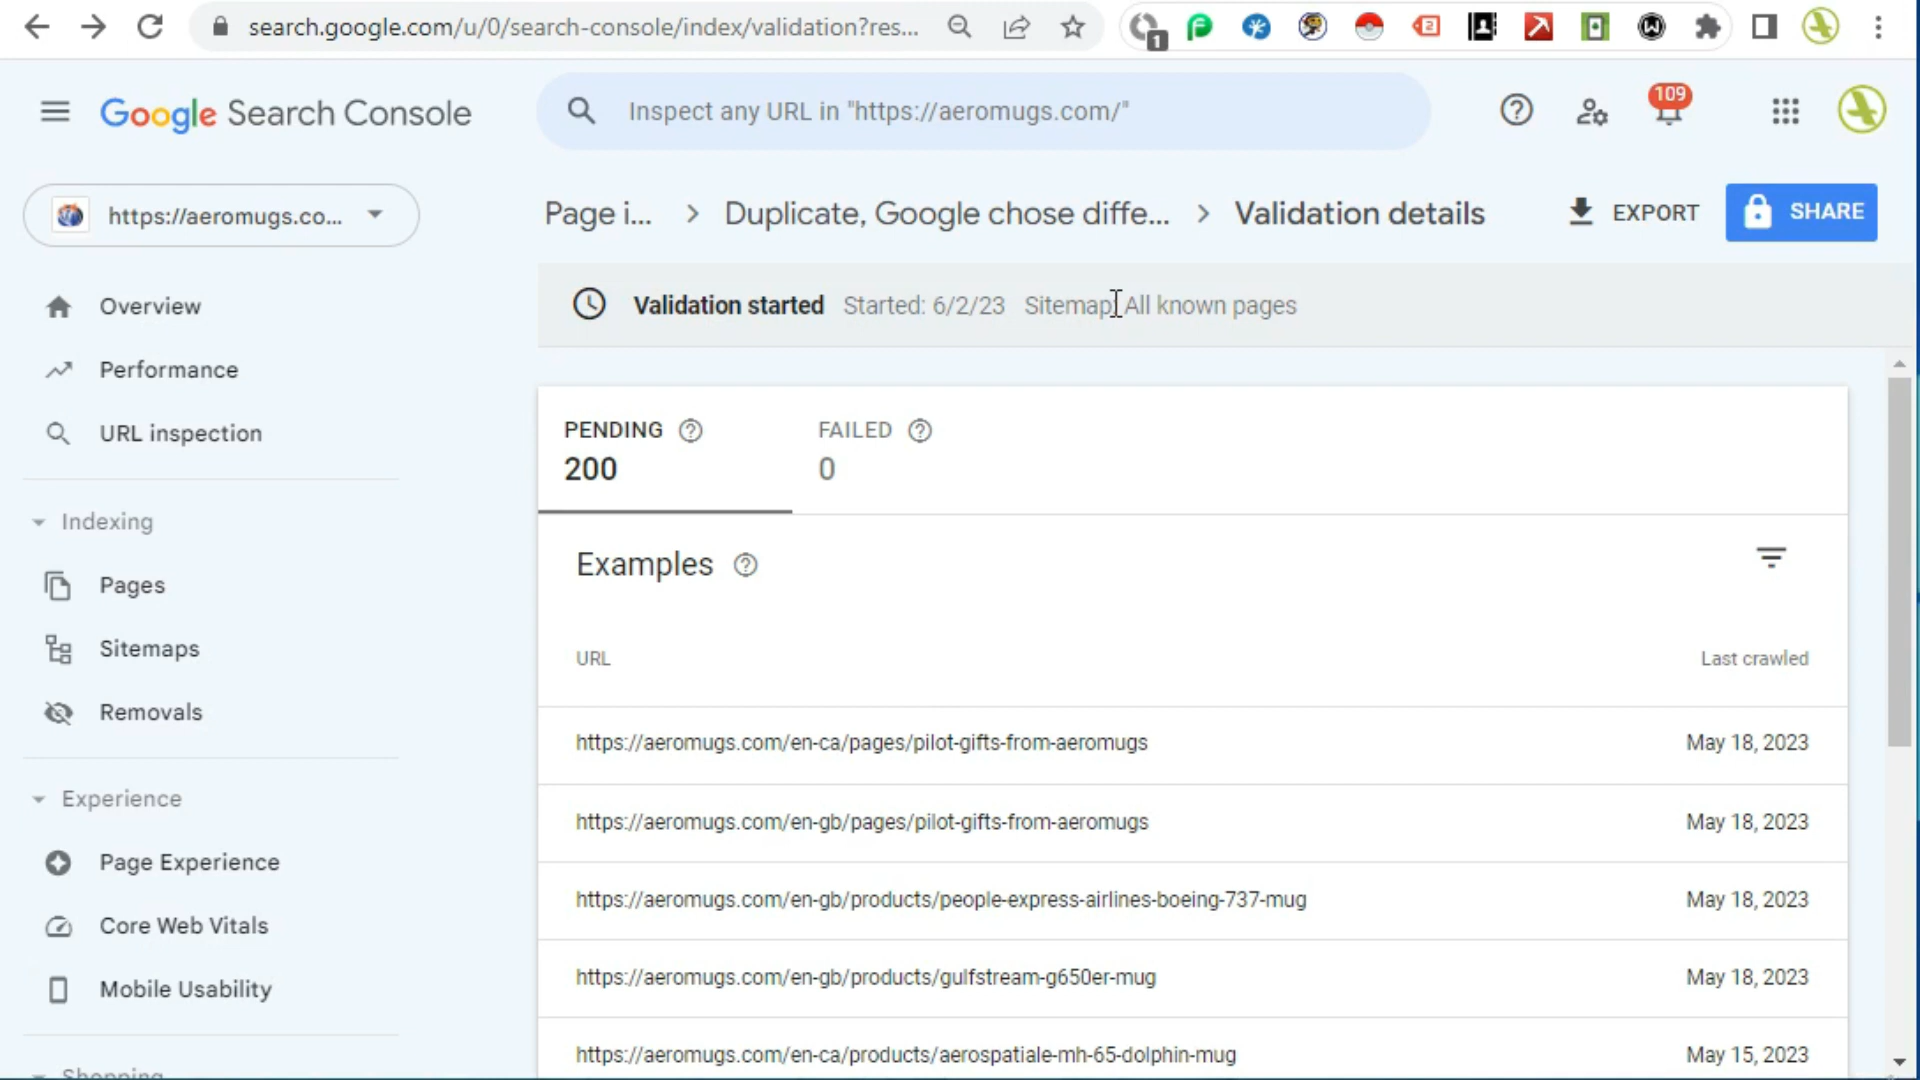 search.google.com/u/0/search-console/index/validation?res...
1
2
Google Search Console
Inspect any URL in "https://aeromugs.com/"
109
https://aeromugs.co...
Page i... > Duplicate, Google chose diffe... > Validation details
EXPORT
SHARE
Overview
Performance
URL inspection
Indexing
Pages
Sitemaps
Removals
Experience
Page Experience
Core Web Vitals
Mobile Usability
Shopping
Validation started Started: 6/2/23 Sitemap: All known pages
PENDING
200
FAILED
0
Examples
URL Last crawled
https://aeromugs.com/en-ca/pages/pilot-gifts-from-aeromugs May 18, 2023
https://aeromugs.com/en-gb/pages/pilot-gifts-from-aeromugs May 18, 2023
https://aeromugs.com/en-gb/products/people-express-airlines-boeing-737-mug May 18, 2023
https://aeromugs.com/en-gb/products/gulfstream-g650er-mug May 18, 2023
https://aeromugs.com/en-ca/products/aerospatiale-mh-65-dolphin-mug May 15, 2023